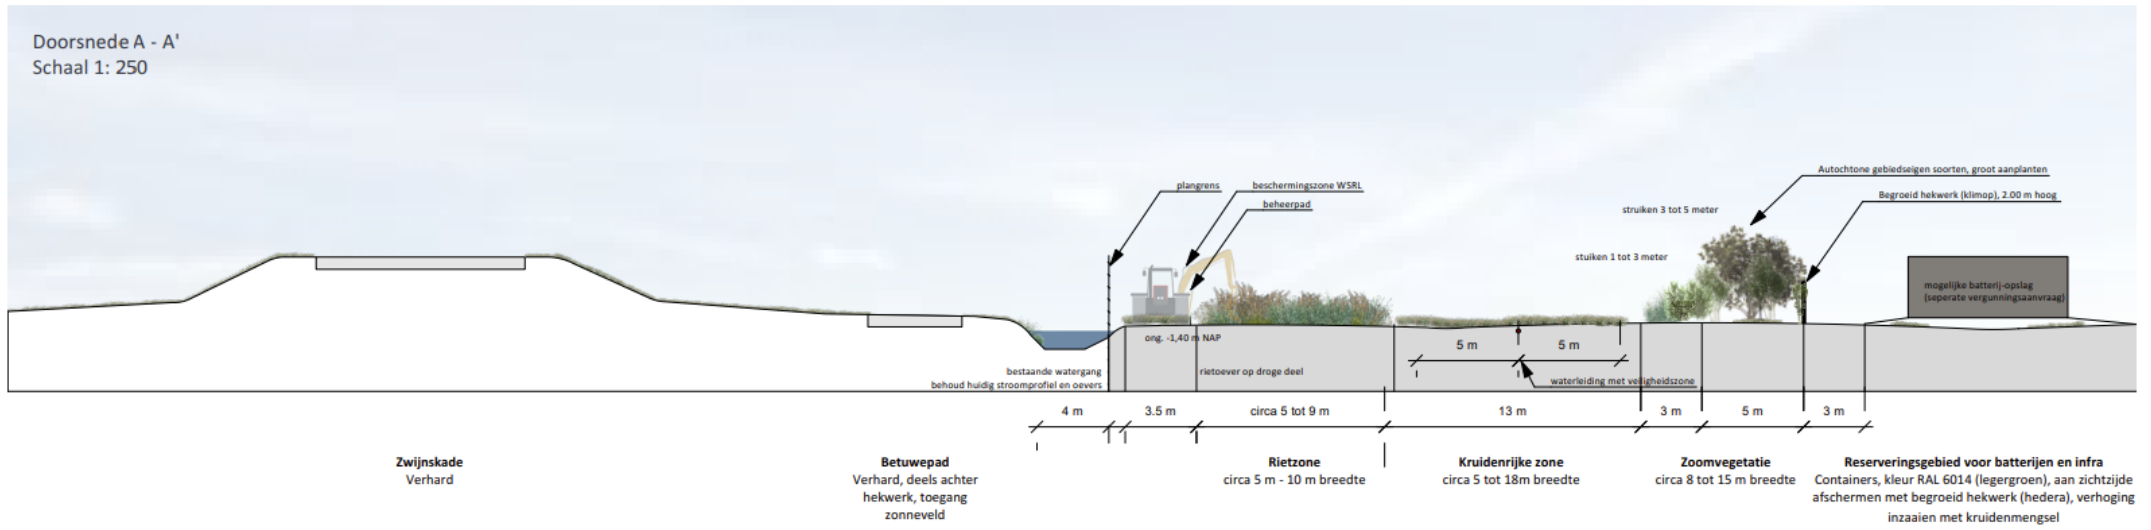 Doorsnede A - A'
Schaal 1: 250
plangrens
beschermingszone WSRL
beheerpad
Autochtone gebiedseigen soorten, groot aanplanten
Begroeid hekwerk (klimop), 2.00 m hoog
struiken 3 tot 5 meter
stuiken 1 tot 3 meter
mogelijke batterij-opslag
(seperate vergunningsaanvraag)
ong. -1,40 m NAP
5 m
5 m
bestaande watergang
behoud huidig stroomprofiel en oevers
rietoever op droge deel
waterleiding met veiligheidszone
4 m
3.5 m
circa 5 tot 9 m
13 m
3 m
5 m
3 m
Zwijnskade
Verhard
Betuwepad
Verhard, deels achter
hekwerk, toegang
zonneveld
Rietzone
circa 5 m - 10 m breedte
Kruidenrijke zone
circa 5 tot 18m breedte
Zoomvegetatie
circa 8 tot 15 m breedte
Reserveringsgebied voor batterijen en infra
Containers, kleur RAL 6014 (legergroen), aan zichtzijde
afschermen met begroeid hekwerk (hedera), verhoging
inzaaien met kruidenmengsel